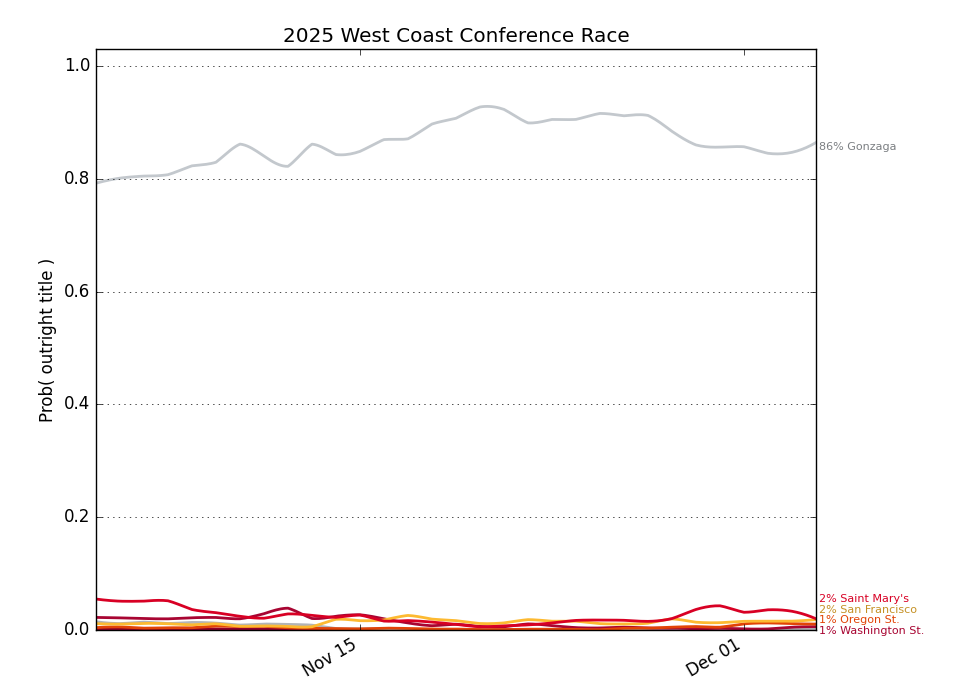 2025 West Coast Conference Race
1.0
0.8
0.6
0.4
0.2
0.0
Prob( outright title )
Nov 15
Dec 01
86% Gonzaga
2% Saint Mary's
2% San Francisco
1% Oregon St.
1% Washington St.